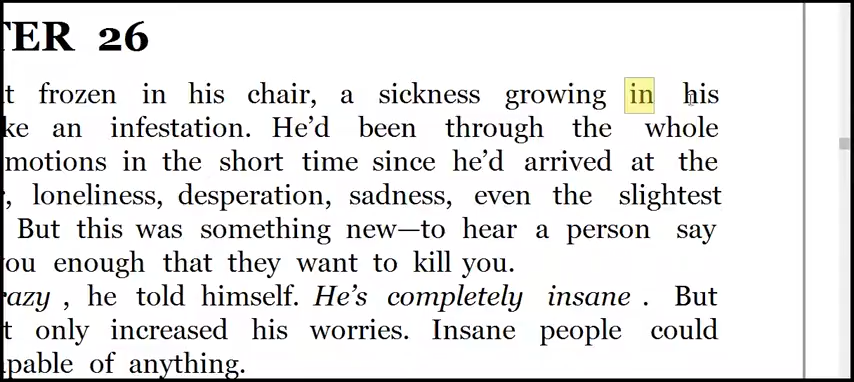 TER 26
t frozen in his chair, a sickness growing in his
ke an infestation. He’d been through the whole
motions in the short time since he’d arrived at the
, loneliness, desperation, sadness, even the slightest
But this was something new—to hear a person say
ou enough that they want to kill you.
razy , he told himself. He’s completely insane . But
t only increased his worries. Insane people could
pable of anything.